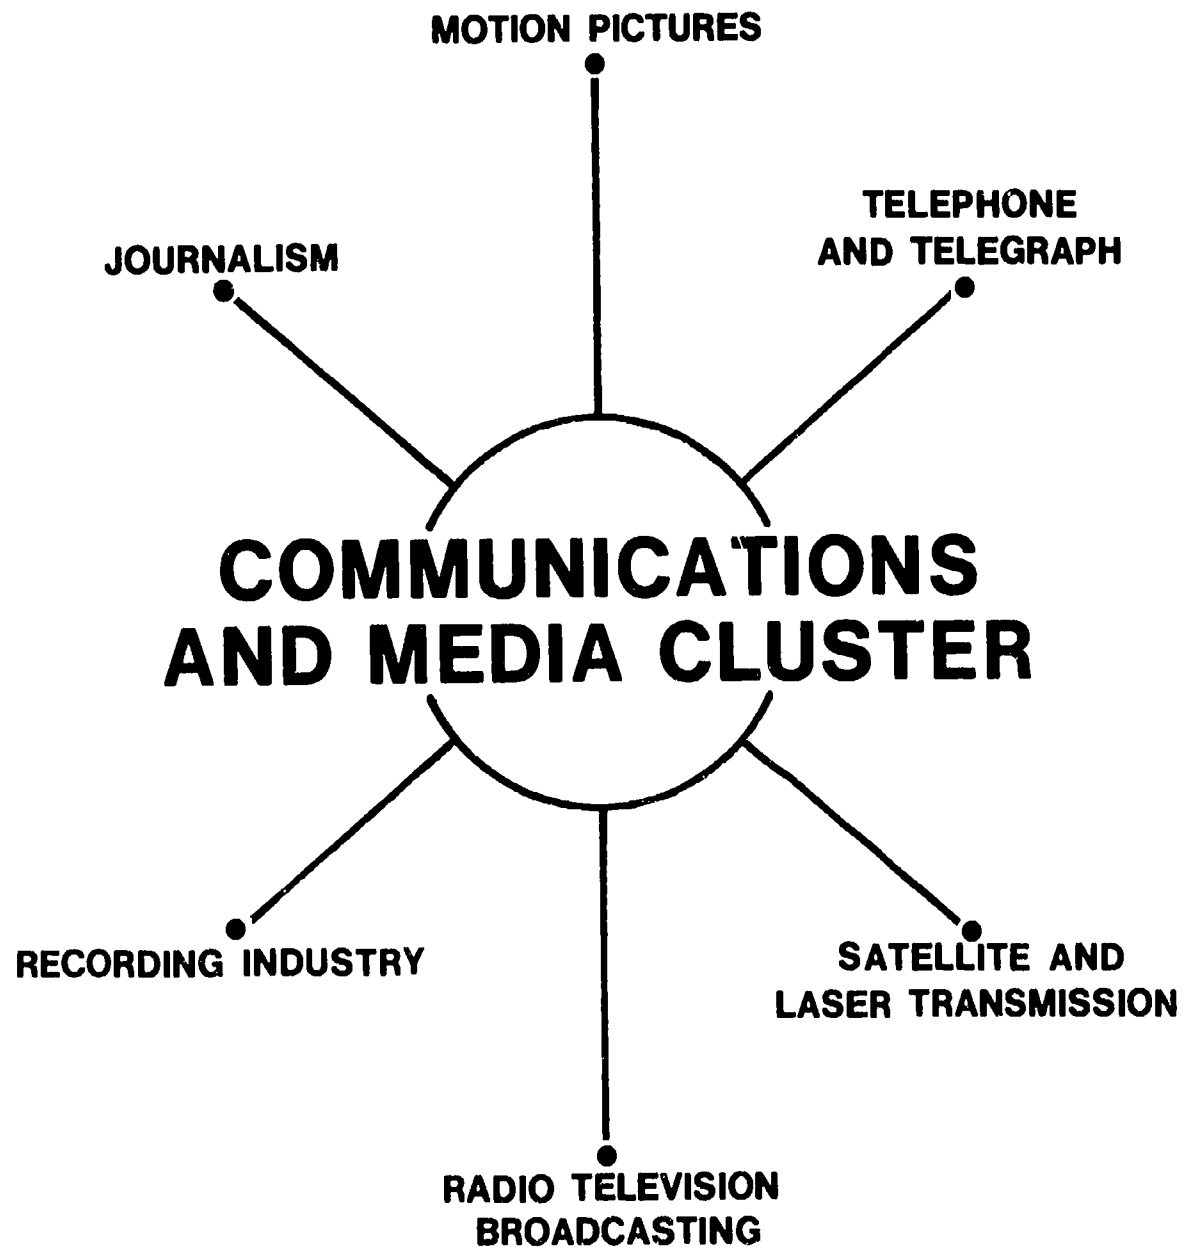 MOTION PICTURES
TELEPHONE
AND TELEGRAPH
JOURNALISM
COMMUNICATIONS
AND MEDIA CLUSTER
RECORDING INDUSTRY
SATELLITE AND
LASER TRANSMISSION
RADIO TELEVISION
BROADCASTING